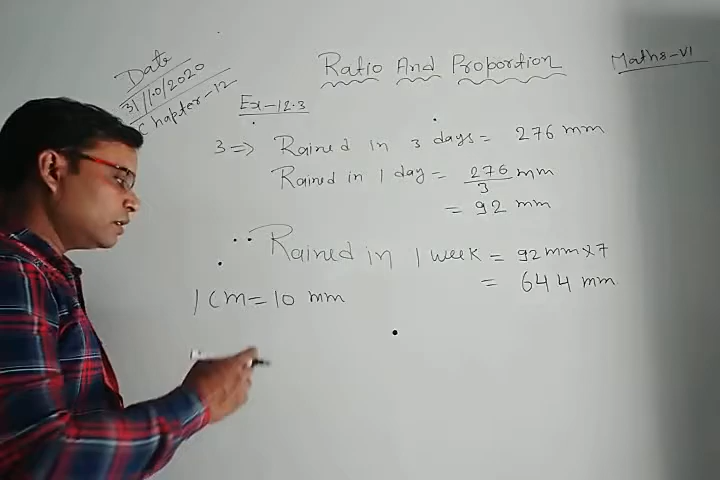 Date
31/10/2020
Chapter-12
Ratio And Proportion
Maths-VI
Ex-12.3
3=> Rained in 3 days = 276 mm
Rained in 1 day = 276/3 mm
= 92 mm
∴ Rained in 1 week = 92mm×7
= 644 mm
1 Cm = 10 mm